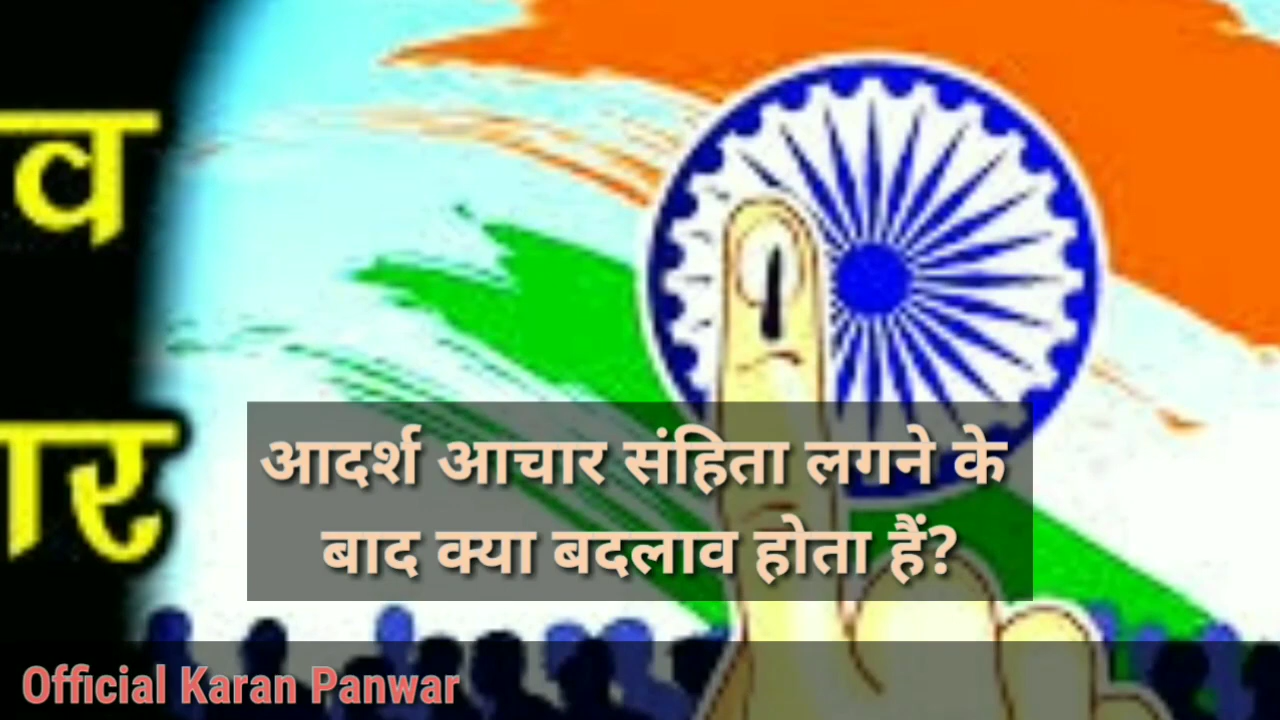 आदर्श आचार संहिता लगने के
बाद क्या बदलाव होता हैं?
Official Karan Panwar